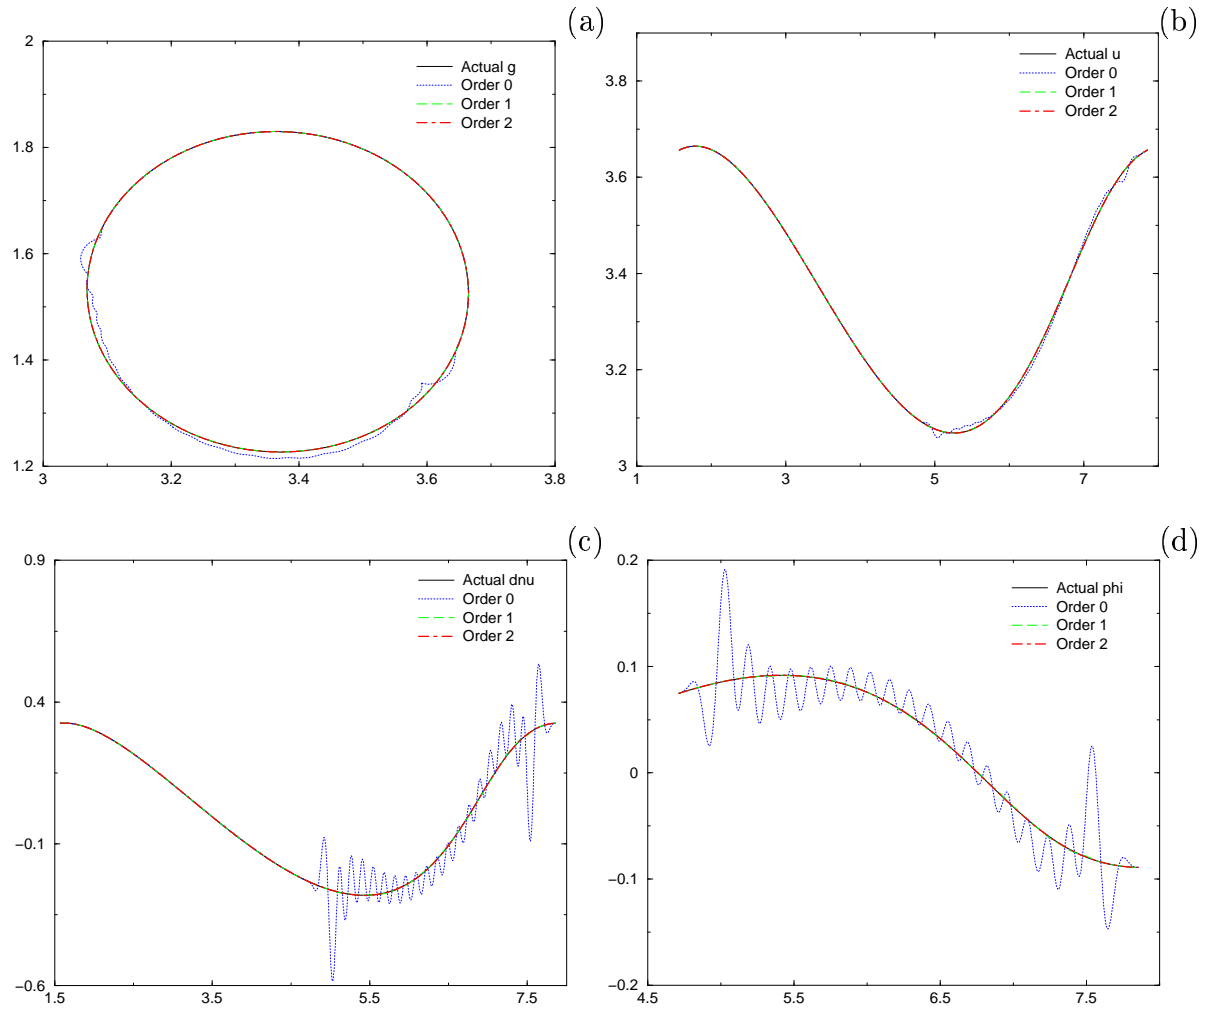 (a)
2
1.8
1.6
1.4
1.2
3
3.2
3.4
3.6
3.8
Actual g
Order 0
Order 1
Order 2
(b)
3.8
3.6
3.4
3.2
3
1
3
5
7
Actual u
Order 0
Order 1
Order 2
(c)
0.9
0.4
−0.1
−0.6
1.5
3.5
5.5
7.5
Actual dnu
Order 0
Order 1
Order 2
(d)
0.2
0.1
0
−0.1
−0.2
4.5
5.5
6.5
7.5
Actual phi
Order 0
Order 1
Order 2